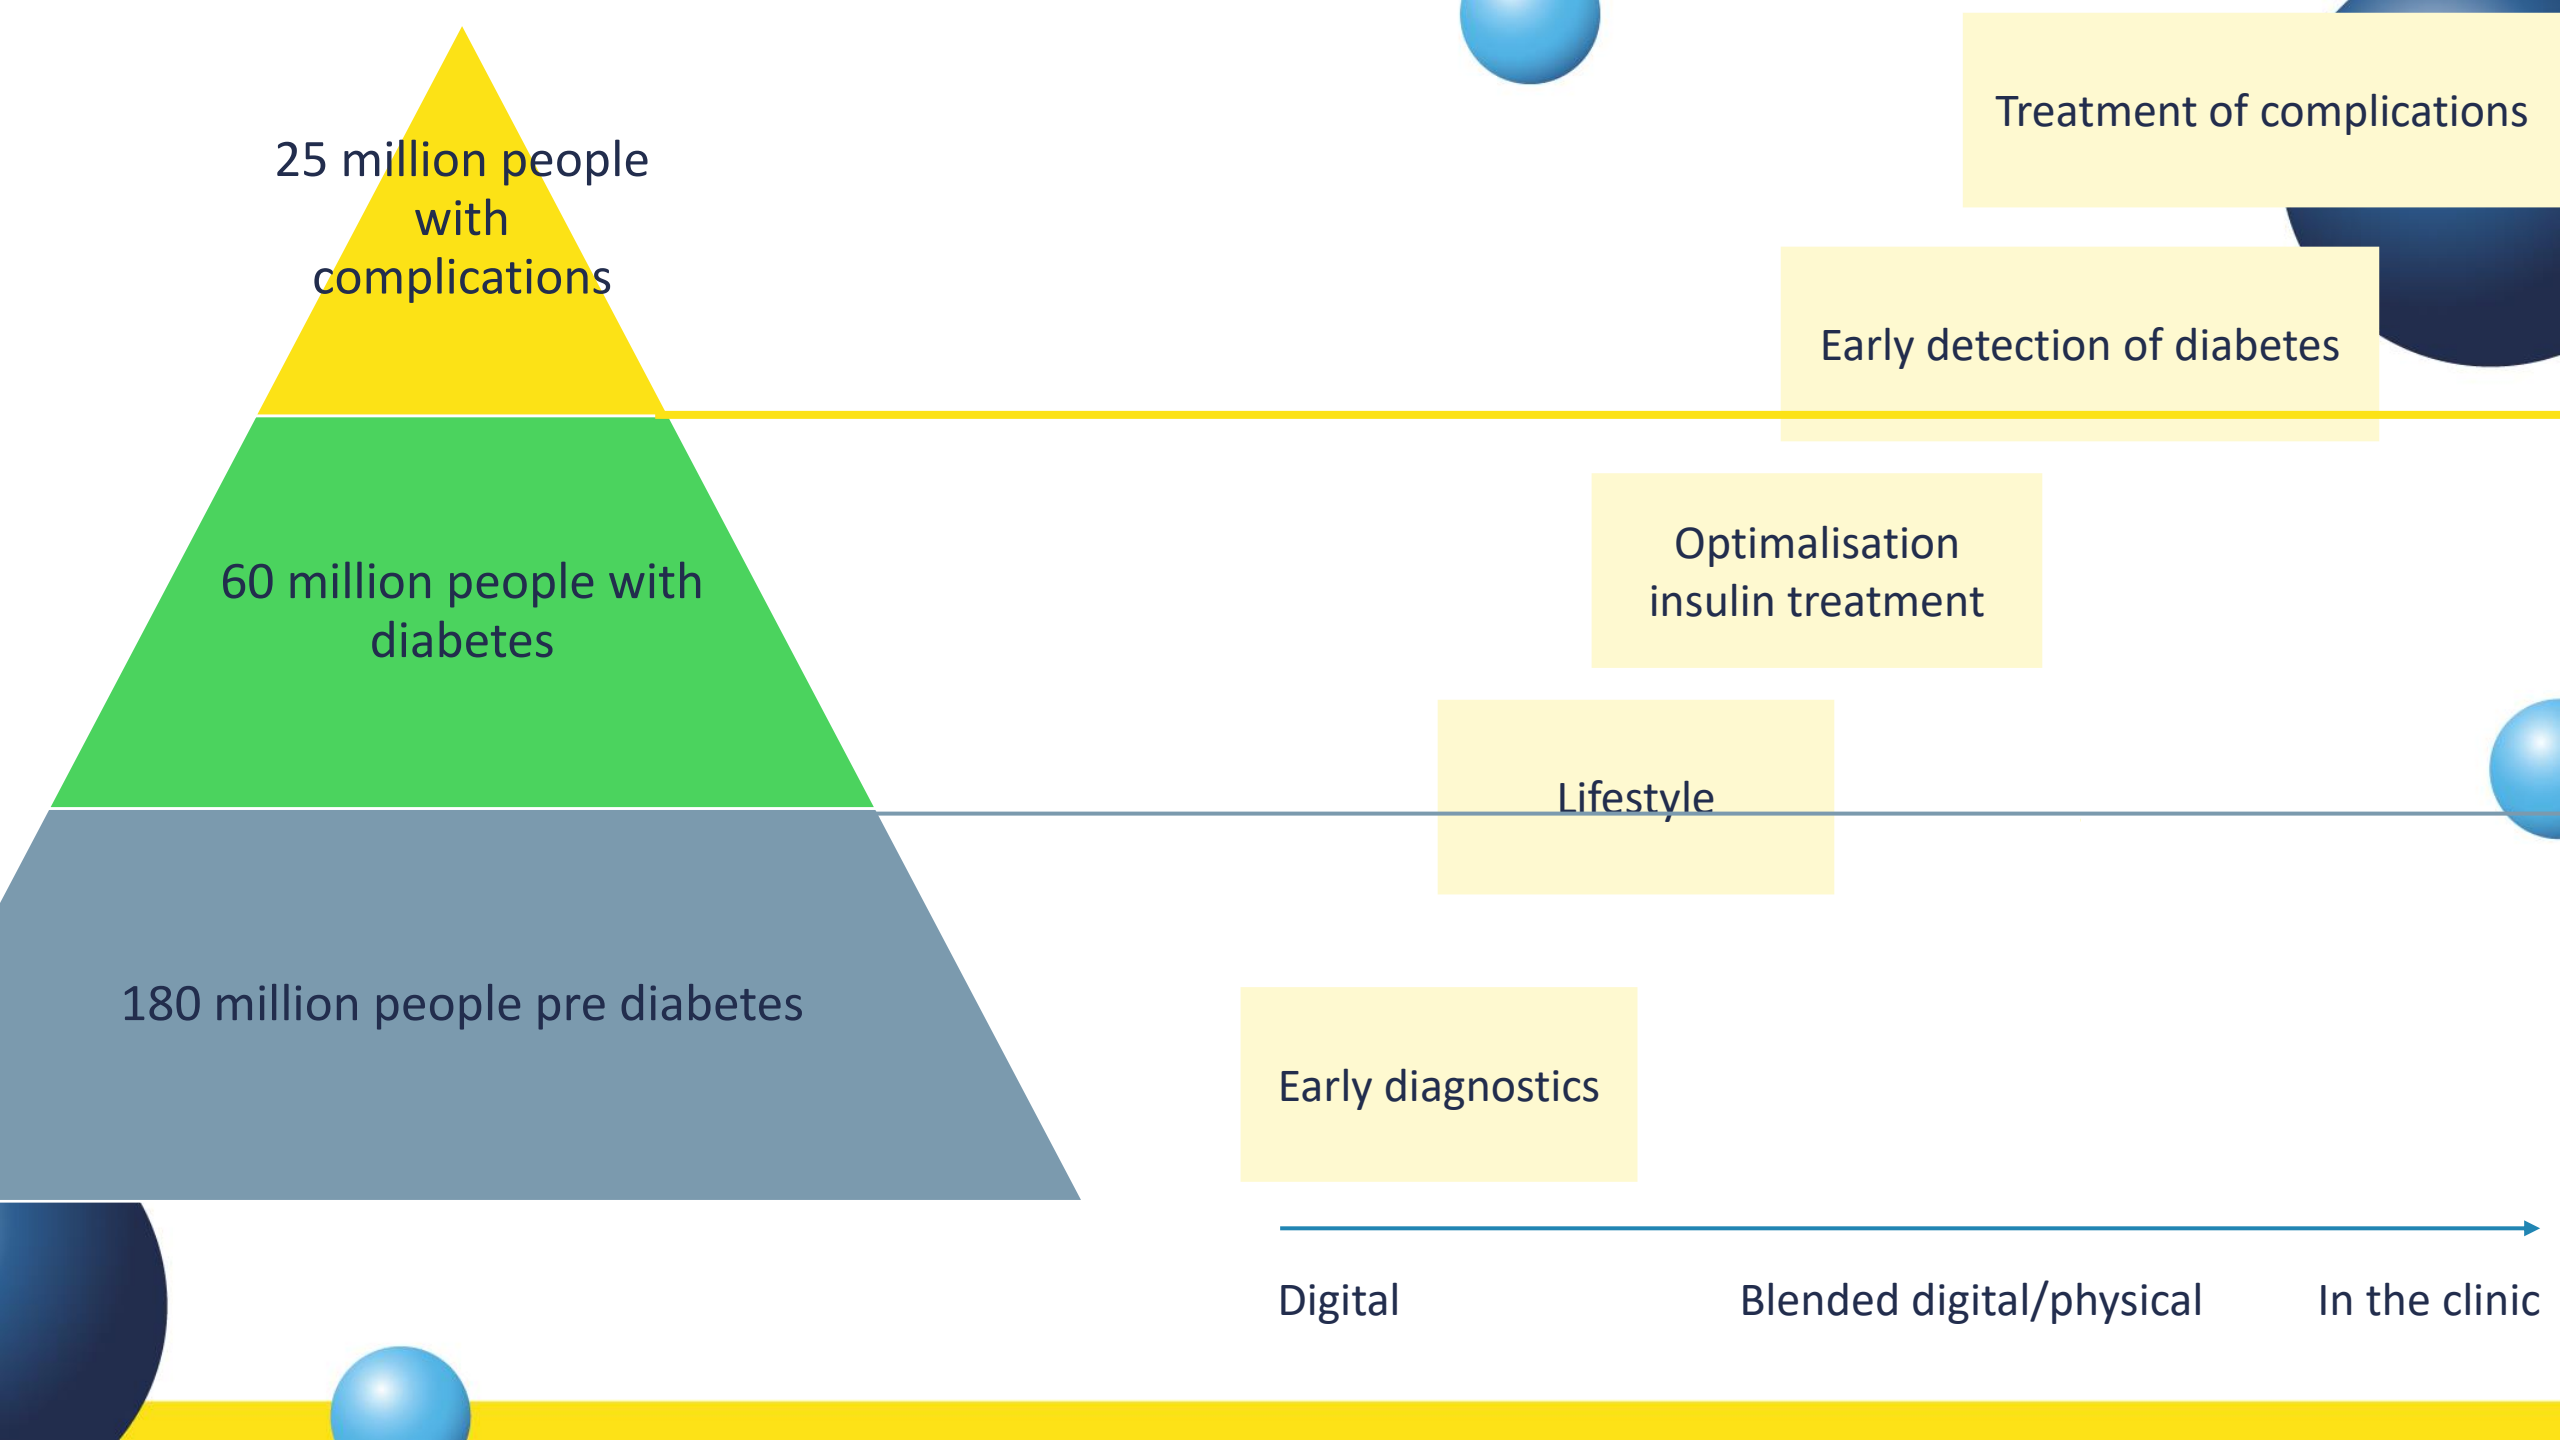 25 million people
with
complications
60 million people with
diabetes
180 million people pre diabetes
Treatment of complications
Early detection of diabetes
Optimalisation
insulin treatment
Lifestyle
Early diagnostics
Digital
Blended digital/physical
In the clinic